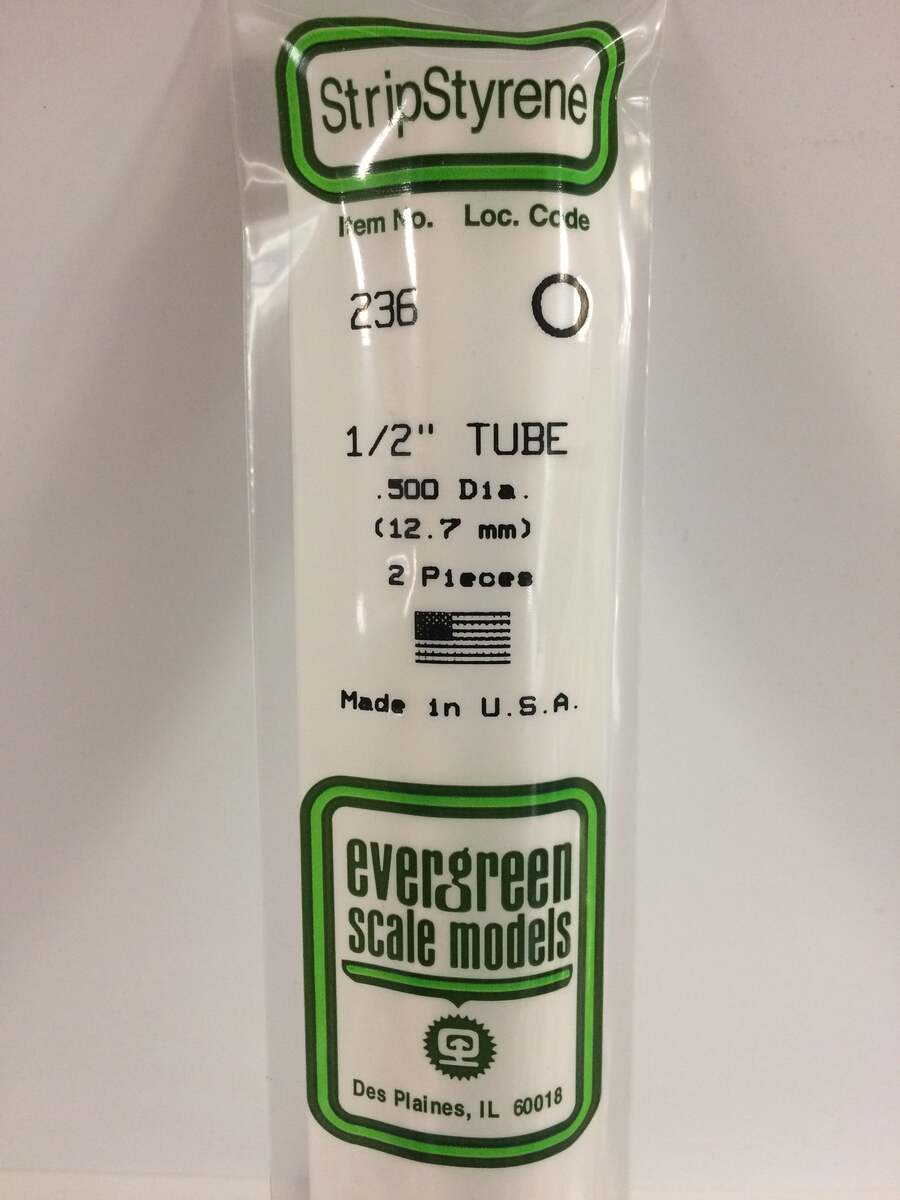 StripStyrene
Item No. Loc. Code
236
1/2" TUBE
.500 Dia.
(12.7 mm)
2 Pieces
Made in U.S.A.
evergreen
scale models
Des Plaines, IL 60018